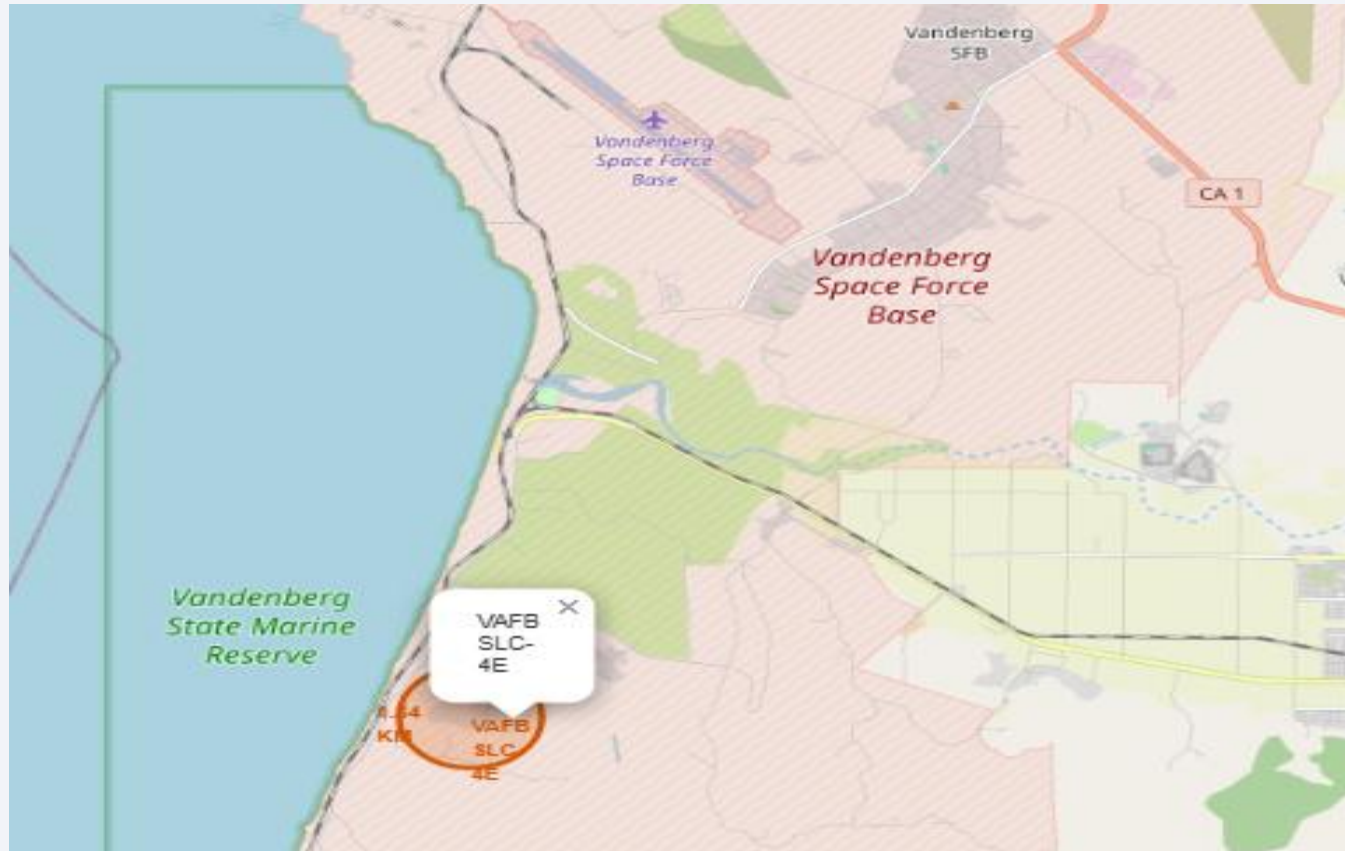 Vandenberg
SFB
Vandenberg
Space Force
Base
CA 1
Vandenberg
Space Force
Base
Vandenberg
State Marine
Reserve
VAFB
SLC-
4E
×
KM
VAFB
SLC
4E